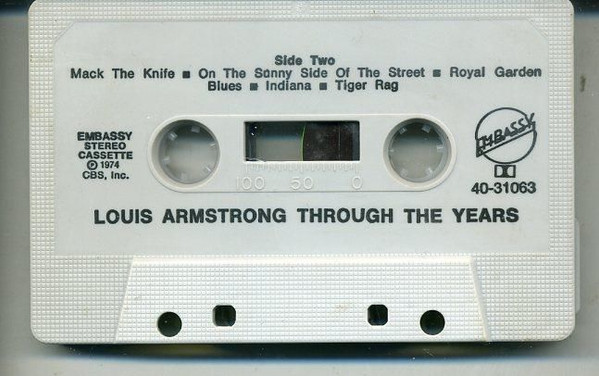 Side Two
Mack The Knife ■ On The Sunny Side Of The Street ■ Royal Garden
Blues ■ Indiana ■ Tiger Rag
EMBASSY
STEREO
CASSETTE
℗ 1974
CBS, Inc.
100 50 0
EMBASSY
40-31063
LOUIS ARMSTRONG THROUGH THE YEARS